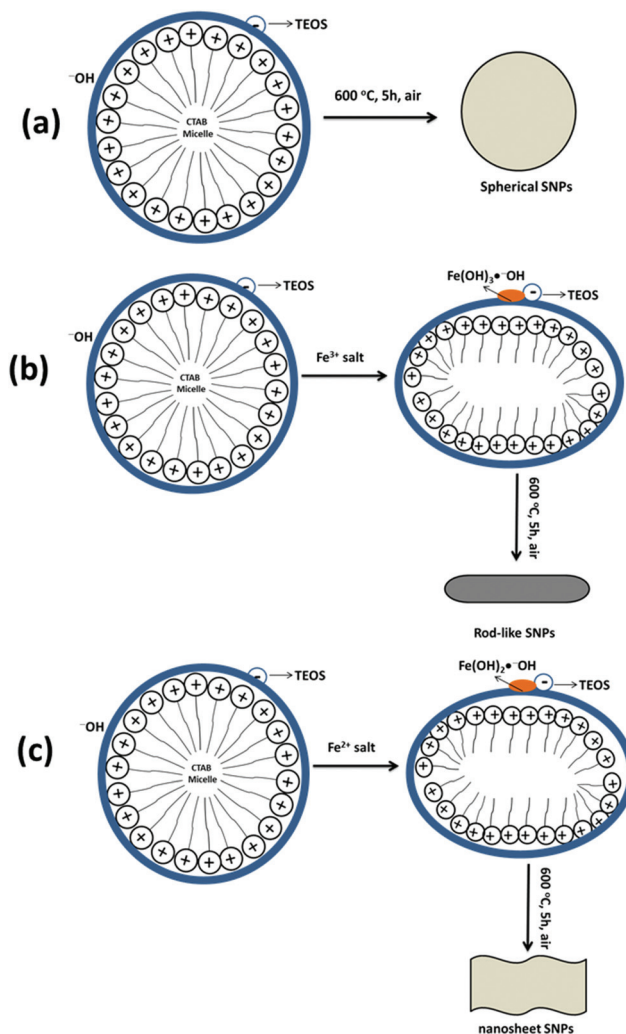 (a)
⁻OH
-
→TEOS
CTAB
Micelle
600 °C, 5h, air
Spherical SNPs
(b)
⁻OH
-
→TEOS
CTAB
Micelle
Fe³⁺ salt
Fe(OH)₃•⁻OH
-
→TEOS
600 °C, 5h, air
Rod-like SNPs
(c)
⁻OH
-
→TEOS
CTAB
Micelle
Fe²⁺ salt
Fe(OH)₂•⁻OH
-
→TEOS
600 °C, 5h, air
nanosheet SNPs